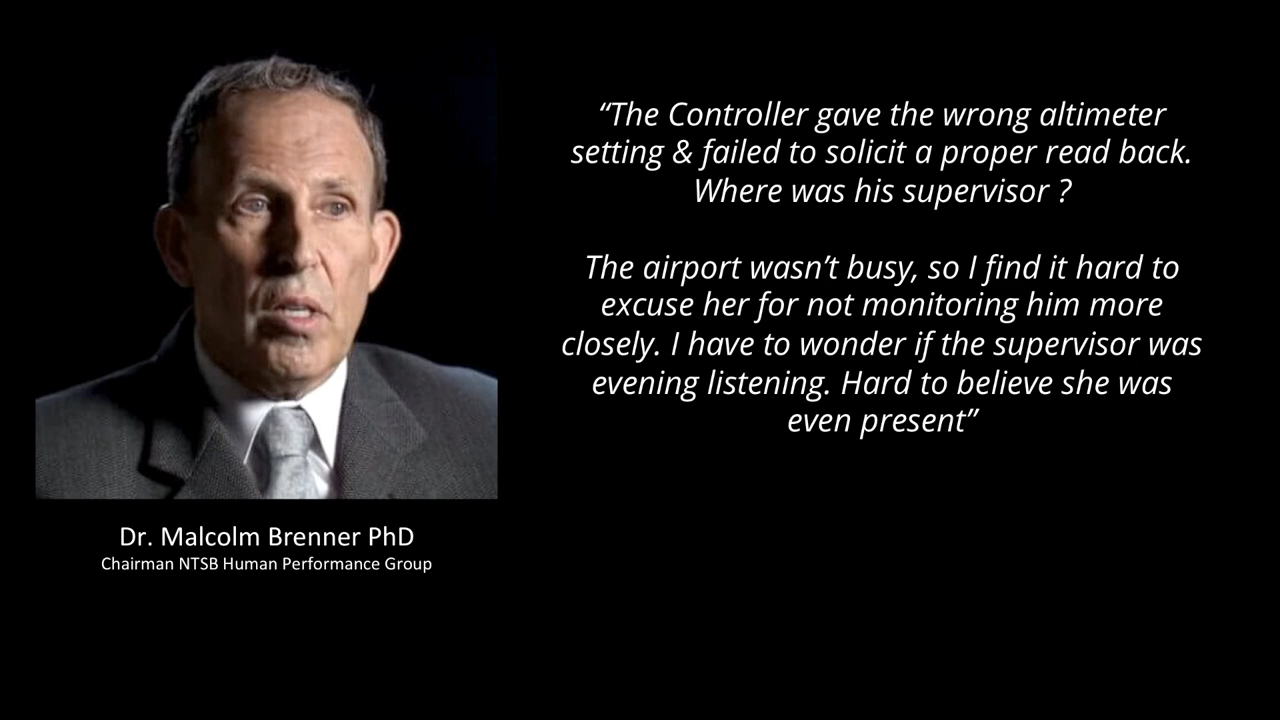 “The Controller gave the wrong altimeter
setting & failed to solicit a proper read back.
Where was his supervisor ?
The airport wasn’t busy, so I find it hard to
excuse her for not monitoring him more
closely. I have to wonder if the supervisor was
evening listening. Hard to believe she was
even present”
Dr. Malcolm Brenner PhD
Chairman NTSB Human Performance Group